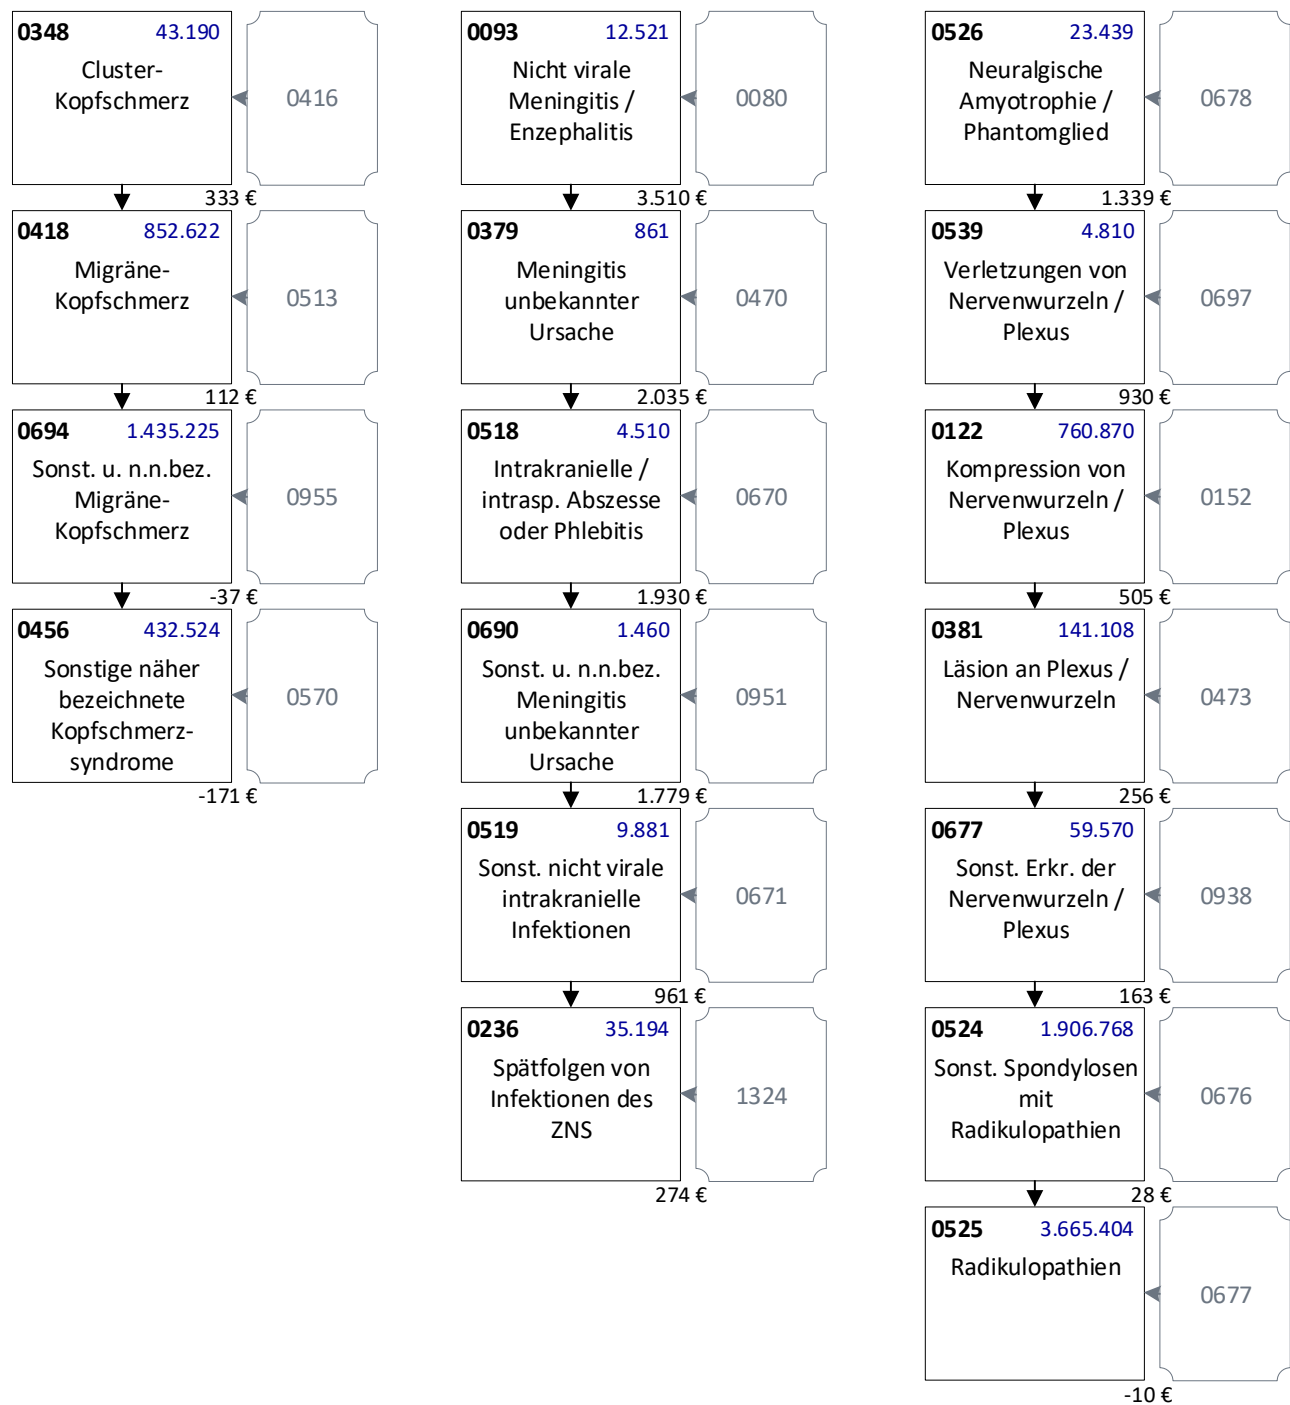 0348 43.190
Cluster-
Kopfschmerz
0416
333 €
0418 852.622
Migräne-
Kopfschmerz
0513
112 €
0694 1.435.225
Sonst. u. n.n.bez.
Migräne-
Kopfschmerz
0955
-37 €
0456 432.524
Sonstige näher
bezeichnete
Kopfschmerz-
syndrome
0570
-171 €
0093 12.521
Nicht virale
Meningitis /
Enzephalitis
0080
3.510 €
0379 861
Meningitis
unbekannter
Ursache
0470
2.035 €
0518 4.510
Intrakranielle /
intrasp. Abszesse
oder Phlebitis
0670
1.930 €
0690 1.460
Sonst. u. n.n.bez.
Meningitis
unbekannter
Ursache
0951
1.779 €
0519 9.881
Sonst. nicht virale
intrakranielle
Infektionen
0671
961 €
0236 35.194
Spätfolgen von
Infektionen des
ZNS
1324
274 €
0526 23.439
Neuralgische
Amyotrophie /
Phantomglied
0678
1.339 €
0539 4.810
Verletzungen von
Nervenwurzeln /
Plexus
0697
930 €
0122 760.870
Kompression von
Nervenwurzeln /
Plexus
0152
505 €
0381 141.108
Läsion an Plexus /
Nervenwurzeln
0473
256 €
0677 59.570
Sonst. Erkr. der
Nervenwurzeln /
Plexus
0938
163 €
0524 1.906.768
Sonst. Spondylosen
mit
Radikulopathien
0676
28 €
0525 3.665.404
Radikulopathien
0677
-10 €